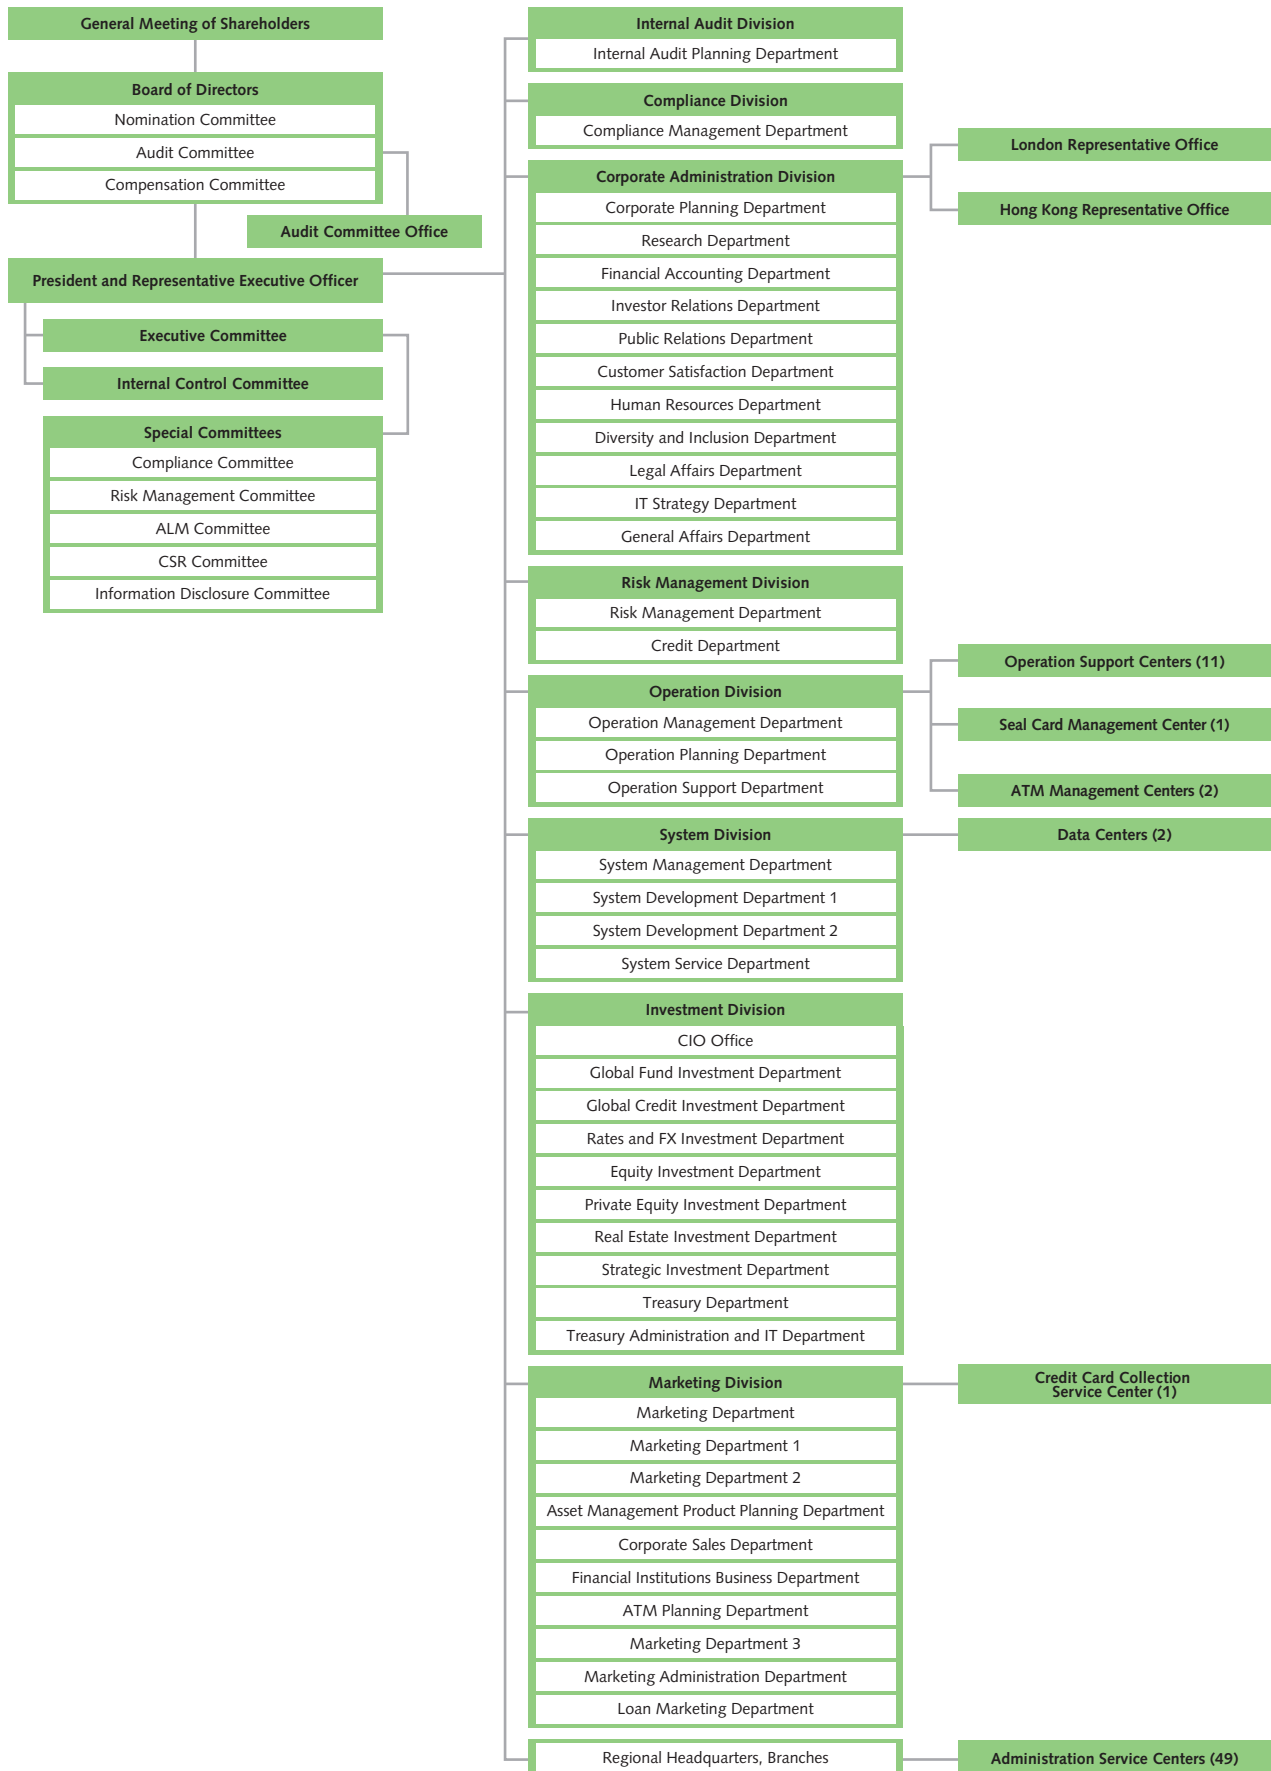 General Meeting of Shareholders
Board of Directors
Nomination Committee
Audit Committee
Compensation Committee
Audit Committee Office
President and Representative Executive Officer
Executive Committee
Internal Control Committee
Special Committees
Compliance Committee
Risk Management Committee
ALM Committee
CSR Committee
Information Disclosure Committee
Internal Audit Division
Internal Audit Planning Department
Compliance Division
Compliance Management Department
Corporate Administration Division
Corporate Planning Department
Research Department
Financial Accounting Department
Investor Relations Department
Public Relations Department
Customer Satisfaction Department
Human Resources Department
Diversity and Inclusion Department
Legal Affairs Department
IT Strategy Department
General Affairs Department
London Representative Office
Hong Kong Representative Office
Risk Management Division
Risk Management Department
Credit Department
Operation Division
Operation Management Department
Operation Planning Department
Operation Support Department
Operation Support Centers (11)
Seal Card Management Center (1)
ATM Management Centers (2)
System Division
System Management Department
System Development Department 1
System Development Department 2
System Service Department
Data Centers (2)
Investment Division
CIO Office
Global Fund Investment Department
Global Credit Investment Department
Rates and FX Investment Department
Equity Investment Department
Private Equity Investment Department
Real Estate Investment Department
Strategic Investment Department
Treasury Department
Treasury Administration and IT Department
Marketing Division
Marketing Department
Marketing Department 1
Marketing Department 2
Asset Management Product Planning Department
Corporate Sales Department
Financial Institutions Business Department
ATM Planning Department
Marketing Department 3
Marketing Administration Department
Loan Marketing Department
Credit Card Collection
Service Center (1)
Regional Headquarters, Branches
Administration Service Centers (49)